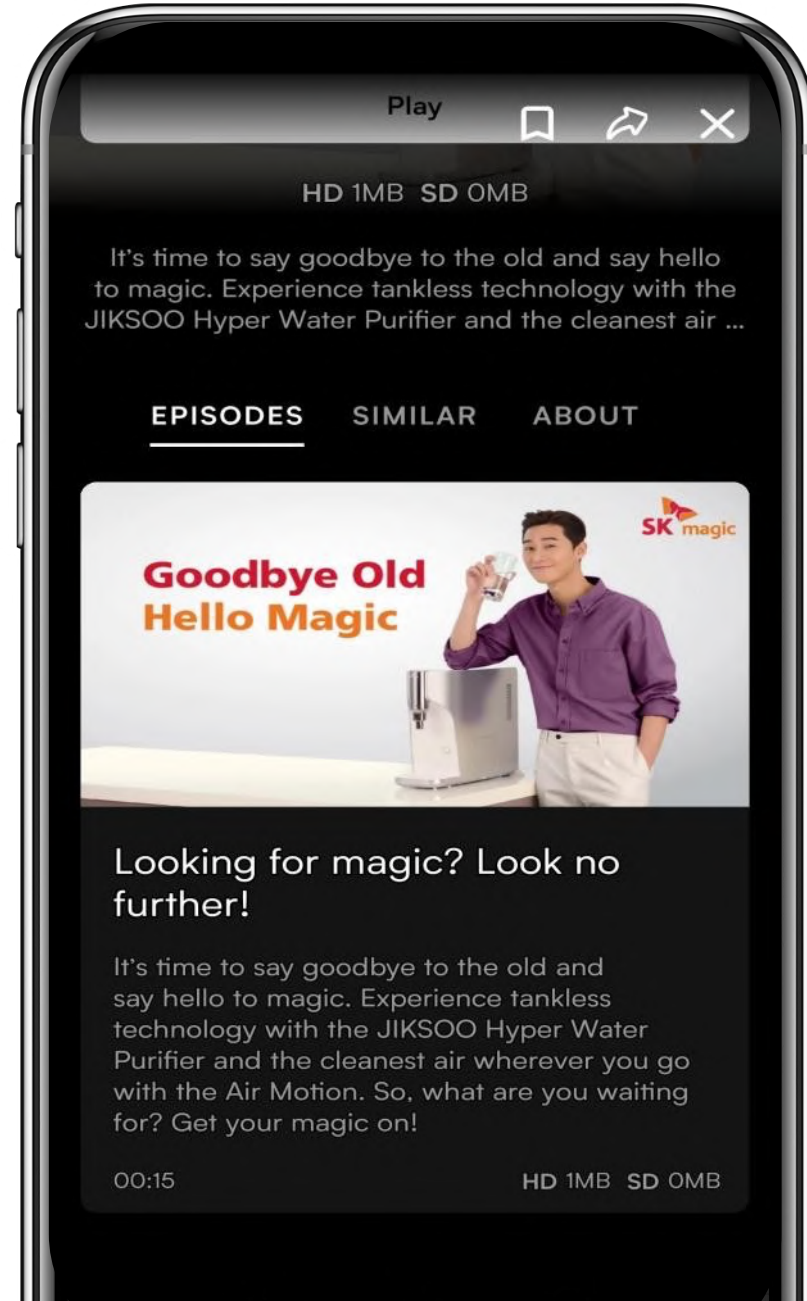 Play
HD 1MB SD 0MB
It's time to say goodbye to the old and say hello
to magic. Experience tankless technology with the
JIKSOO Hyper Water Purifier and the cleanest air ...
EPISODES SIMILAR ABOUT
SK magic
Goodbye Old
Hello Magic
Looking for magic? Look no
further!
It's time to say goodbye to the old and
say hello to magic. Experience tankless
technology with the JIKSOO Hyper Water
Purifier and the cleanest air wherever you go
with the Air Motion. So, what are you waiting
for? Get your magic on!
00:15 HD 1MB SD 0MB